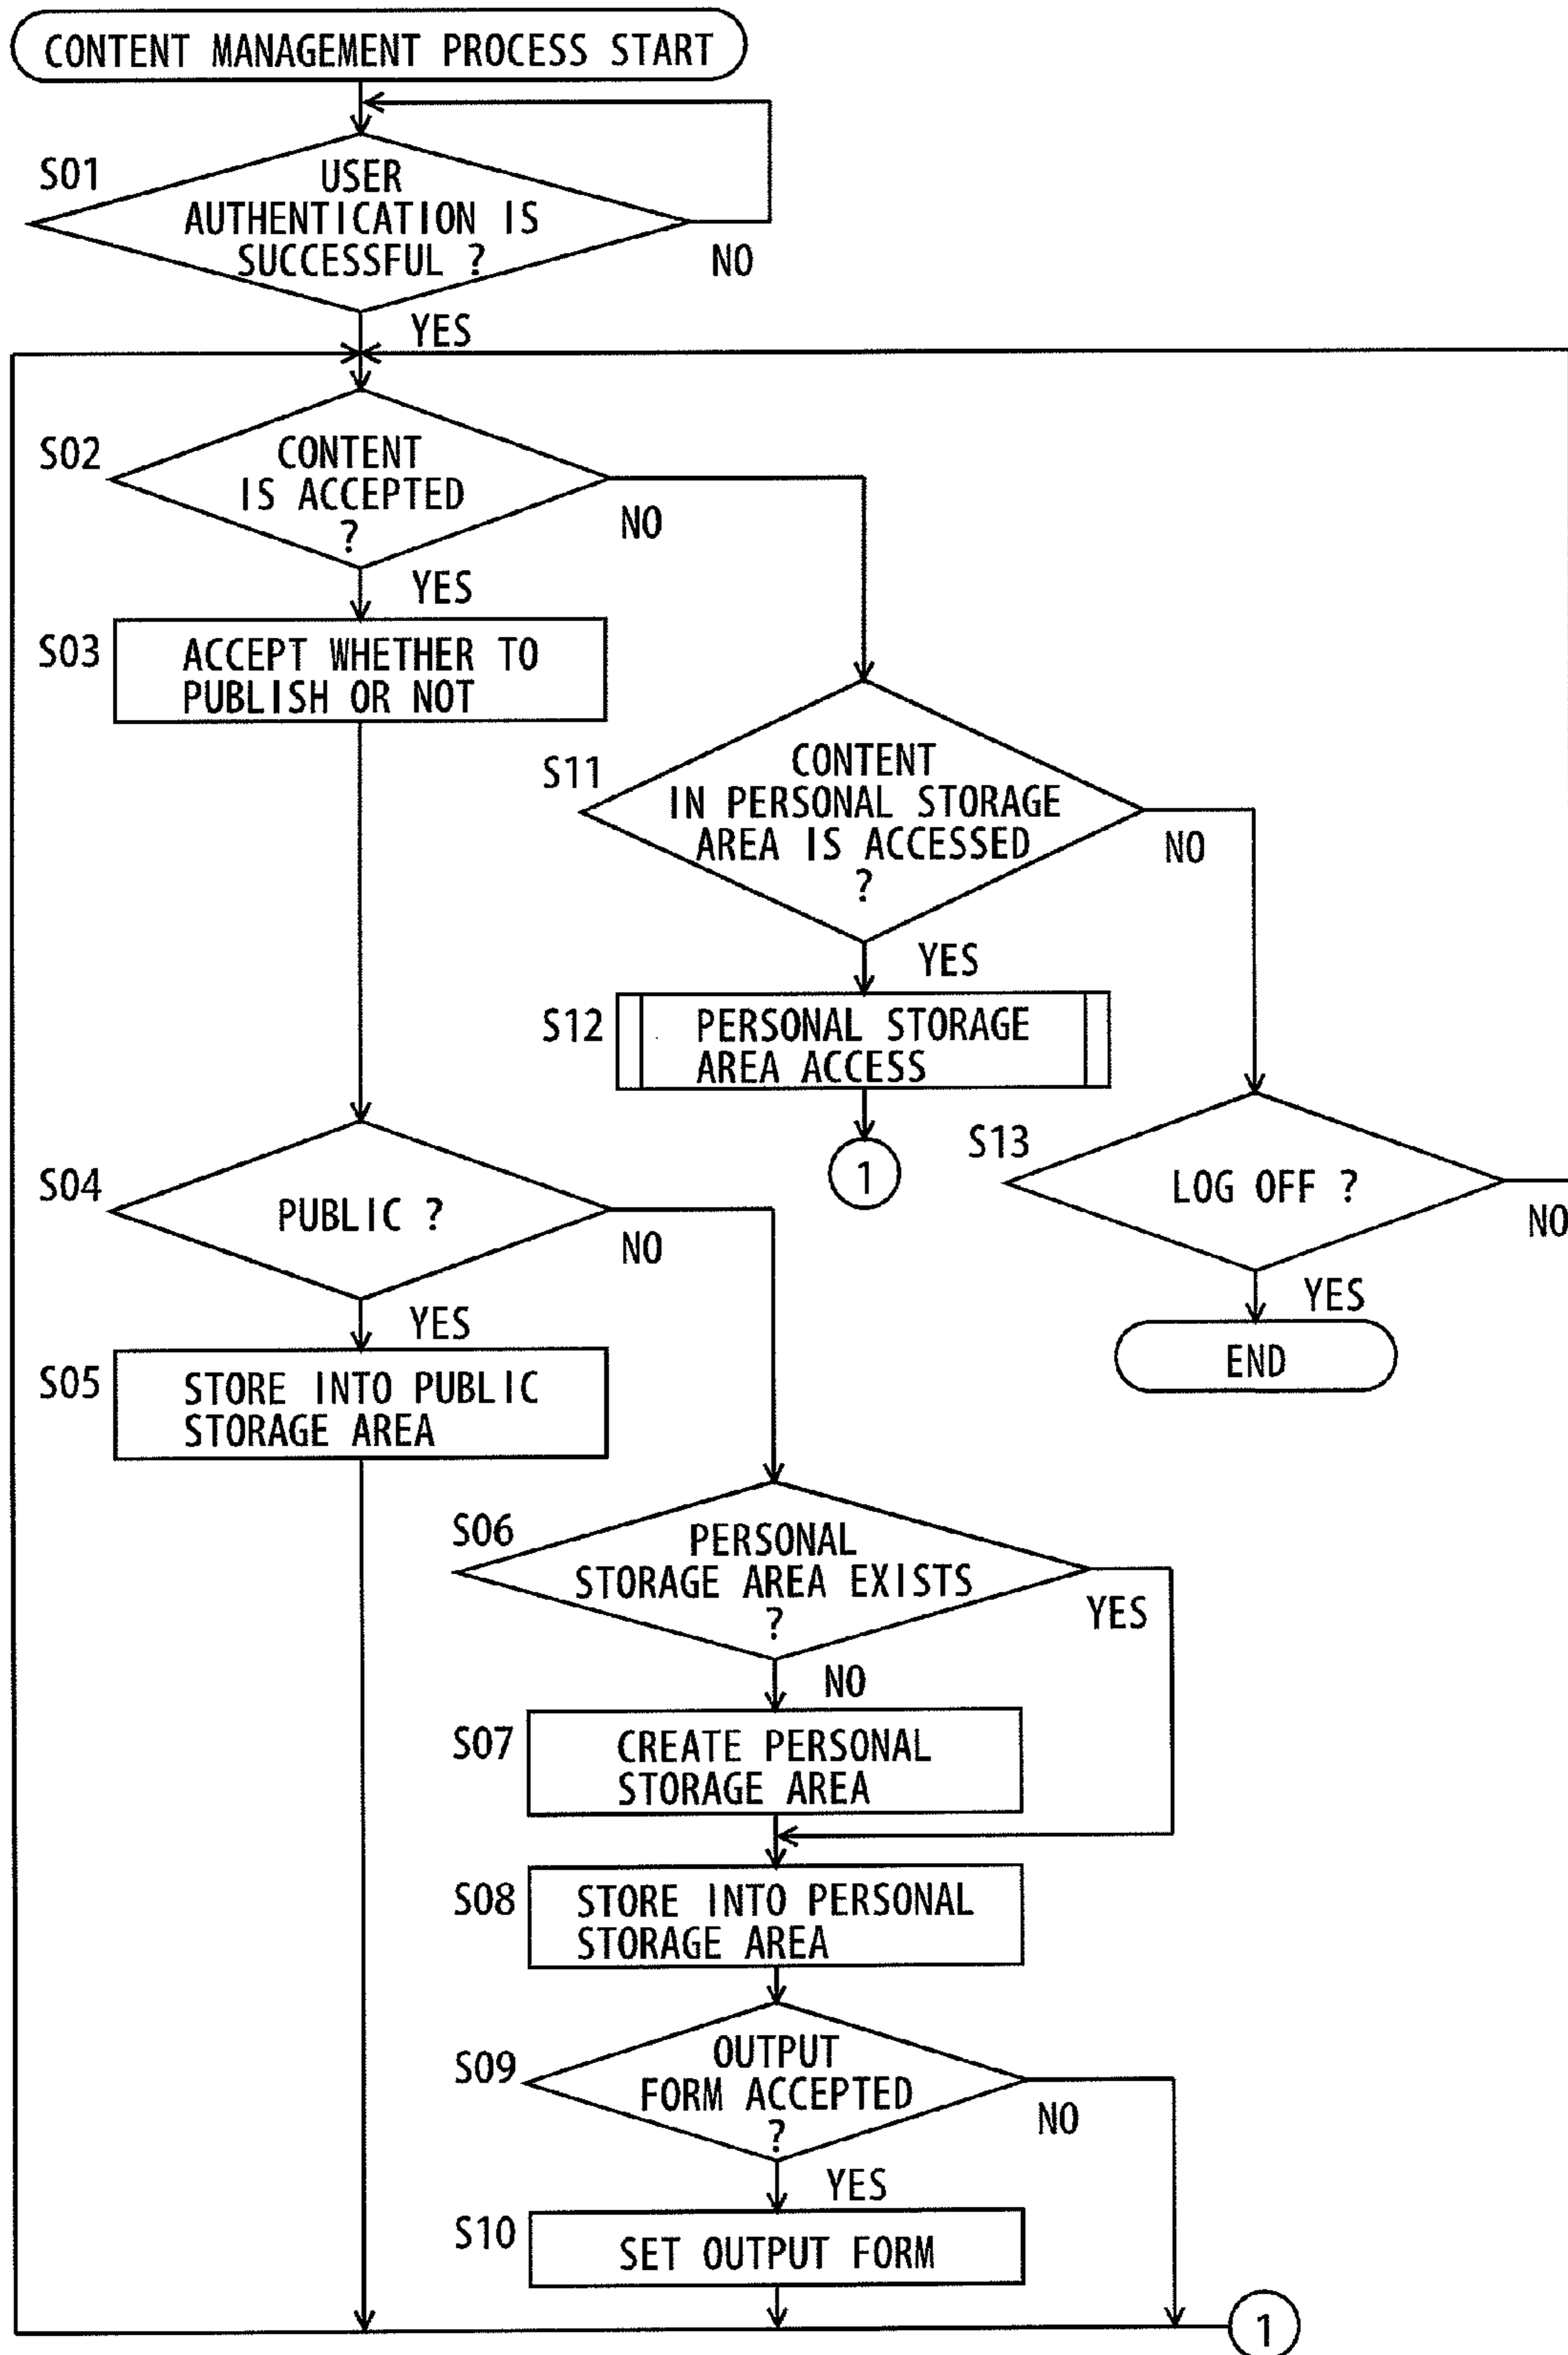 CONTENT MANAGEMENT PROCESS START
S01
USER
AUTHENTICATION IS
SUCCESSFUL ?
NO
YES
S02
CONTENT
IS ACCEPTED
?
NO
YES
S03
ACCEPT WHETHER TO
PUBLISH OR NOT
S11
CONTENT
IN PERSONAL STORAGE
AREA IS ACCESSED
?
NO
YES
S12
PERSONAL STORAGE
AREA ACCESS
1
S13
LOG OFF ?
NO
YES
END
S04
PUBLIC ?
NO
YES
S05
STORE INTO PUBLIC
STORAGE AREA
S06
PERSONAL
STORAGE AREA EXISTS
?
YES
NO
S07
CREATE PERSONAL
STORAGE AREA
S08
STORE INTO PERSONAL
STORAGE AREA
S09
OUTPUT
FORM ACCEPTED
?
NO
YES
S10
SET OUTPUT FORM
1